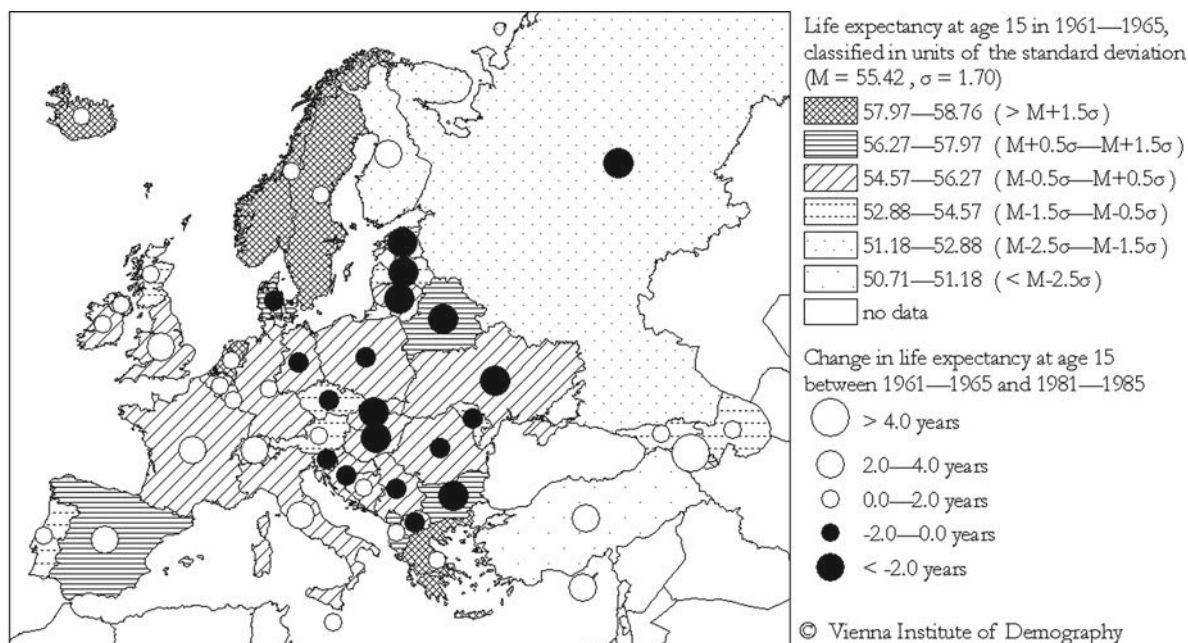 Life expectancy at age 15 in 1961—1965,
classified in units of the standard deviation
(M = 55.42 , σ = 1.70)
57.97—58.76 ( > M+1.5σ)
56.27—57.97 (M+0.5σ—M+1.5σ)
54.57—56.27 (M-0.5σ—M+0.5σ)
52.88—54.57 (M-1.5σ—M-0.5σ)
51.18—52.88 (M-2.5σ—M-1.5σ)
50.71—51.18 ( < M-2.5σ)
no data
Change in life expectancy at age 15
between 1961—1965 and 1981—1985
> 4.0 years
2.0—4.0 years
0.0—2.0 years
-2.0—0.0 years
< -2.0 years
© Vienna Institute of Demography